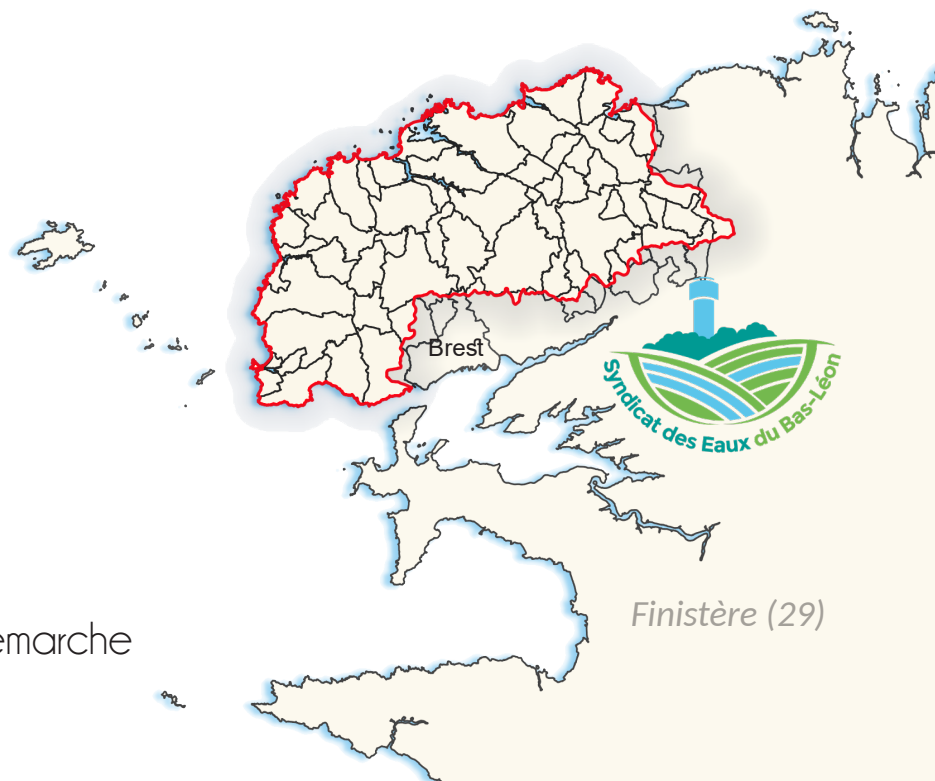 Brest
Syndicat des Eaux du Bas-Léon
Finistère (29)
emarche